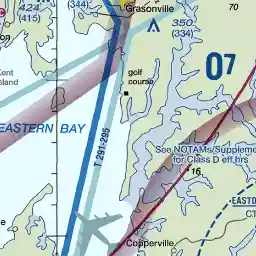 Grasonville
424
(415)
(344)
350
(334)
golf
course
07
Kent
Island
EASTERN BAY
T 291-295
See NOTAMs/Supplement
for Class D eff hrs
16
EASTO
CT
Copperville